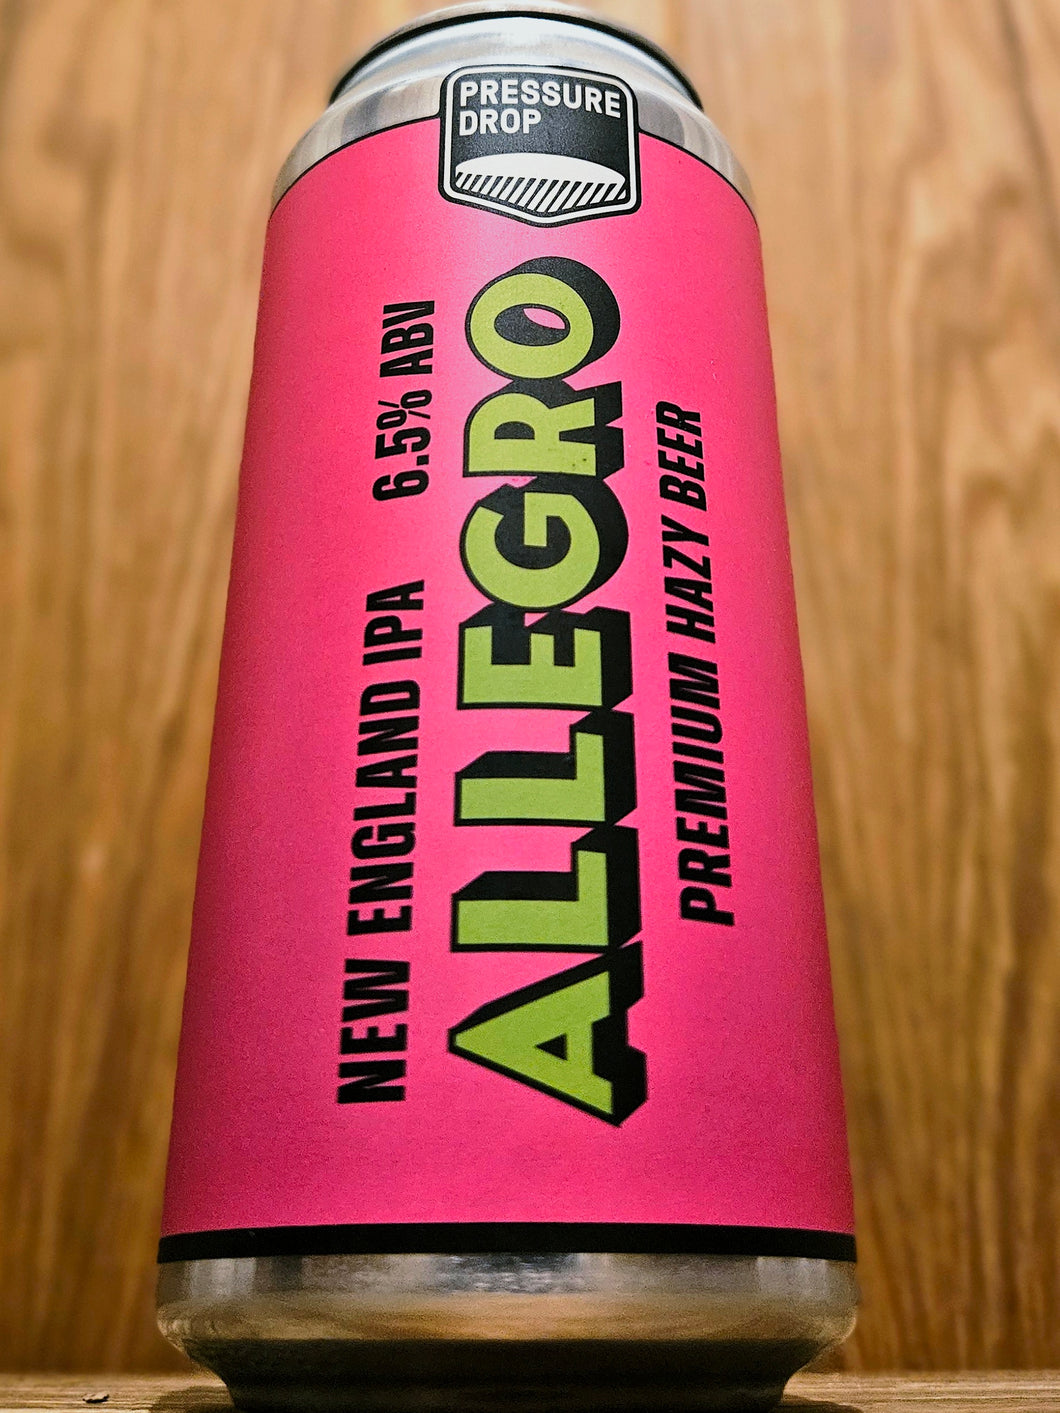 PRESSURE
DROP
NEW ENGLAND IPA 6.5% ABV
ALLEGRO
PREMIUM HAZY BEER